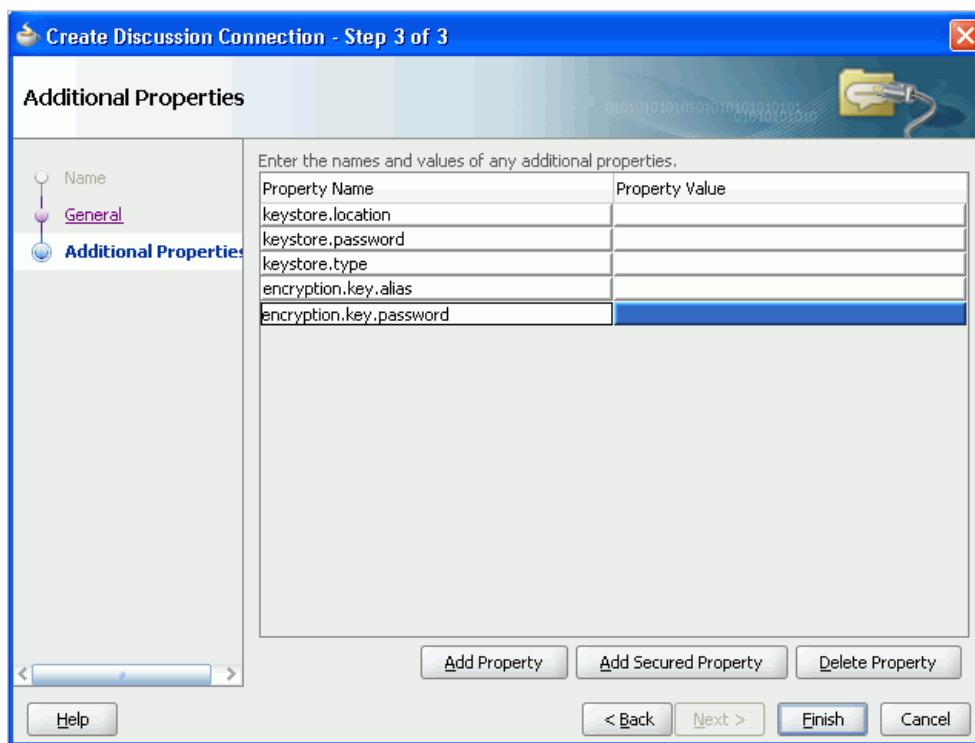 Create Discussion Connection - Step 3 of 3
Additional Properties
0101010101010101010101010101
01010101010
Name
General
Additional Properties
Enter the names and values of any additional properties.
Property Name Property Value
keystore.location
keystore.password
keystore.type
encryption.key.alias
encryption.key.password
Add Property Add Secured Property Delete Property
Help < Back Next > Finish Cancel